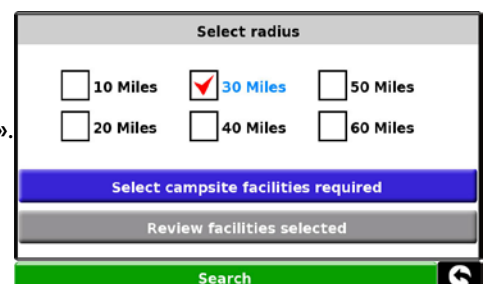 Select radius
10 Miles 30 Miles 50 Miles
».
20 Miles 40 Miles 60 Miles
Select campsite facilities required
Review facilities selected
Search